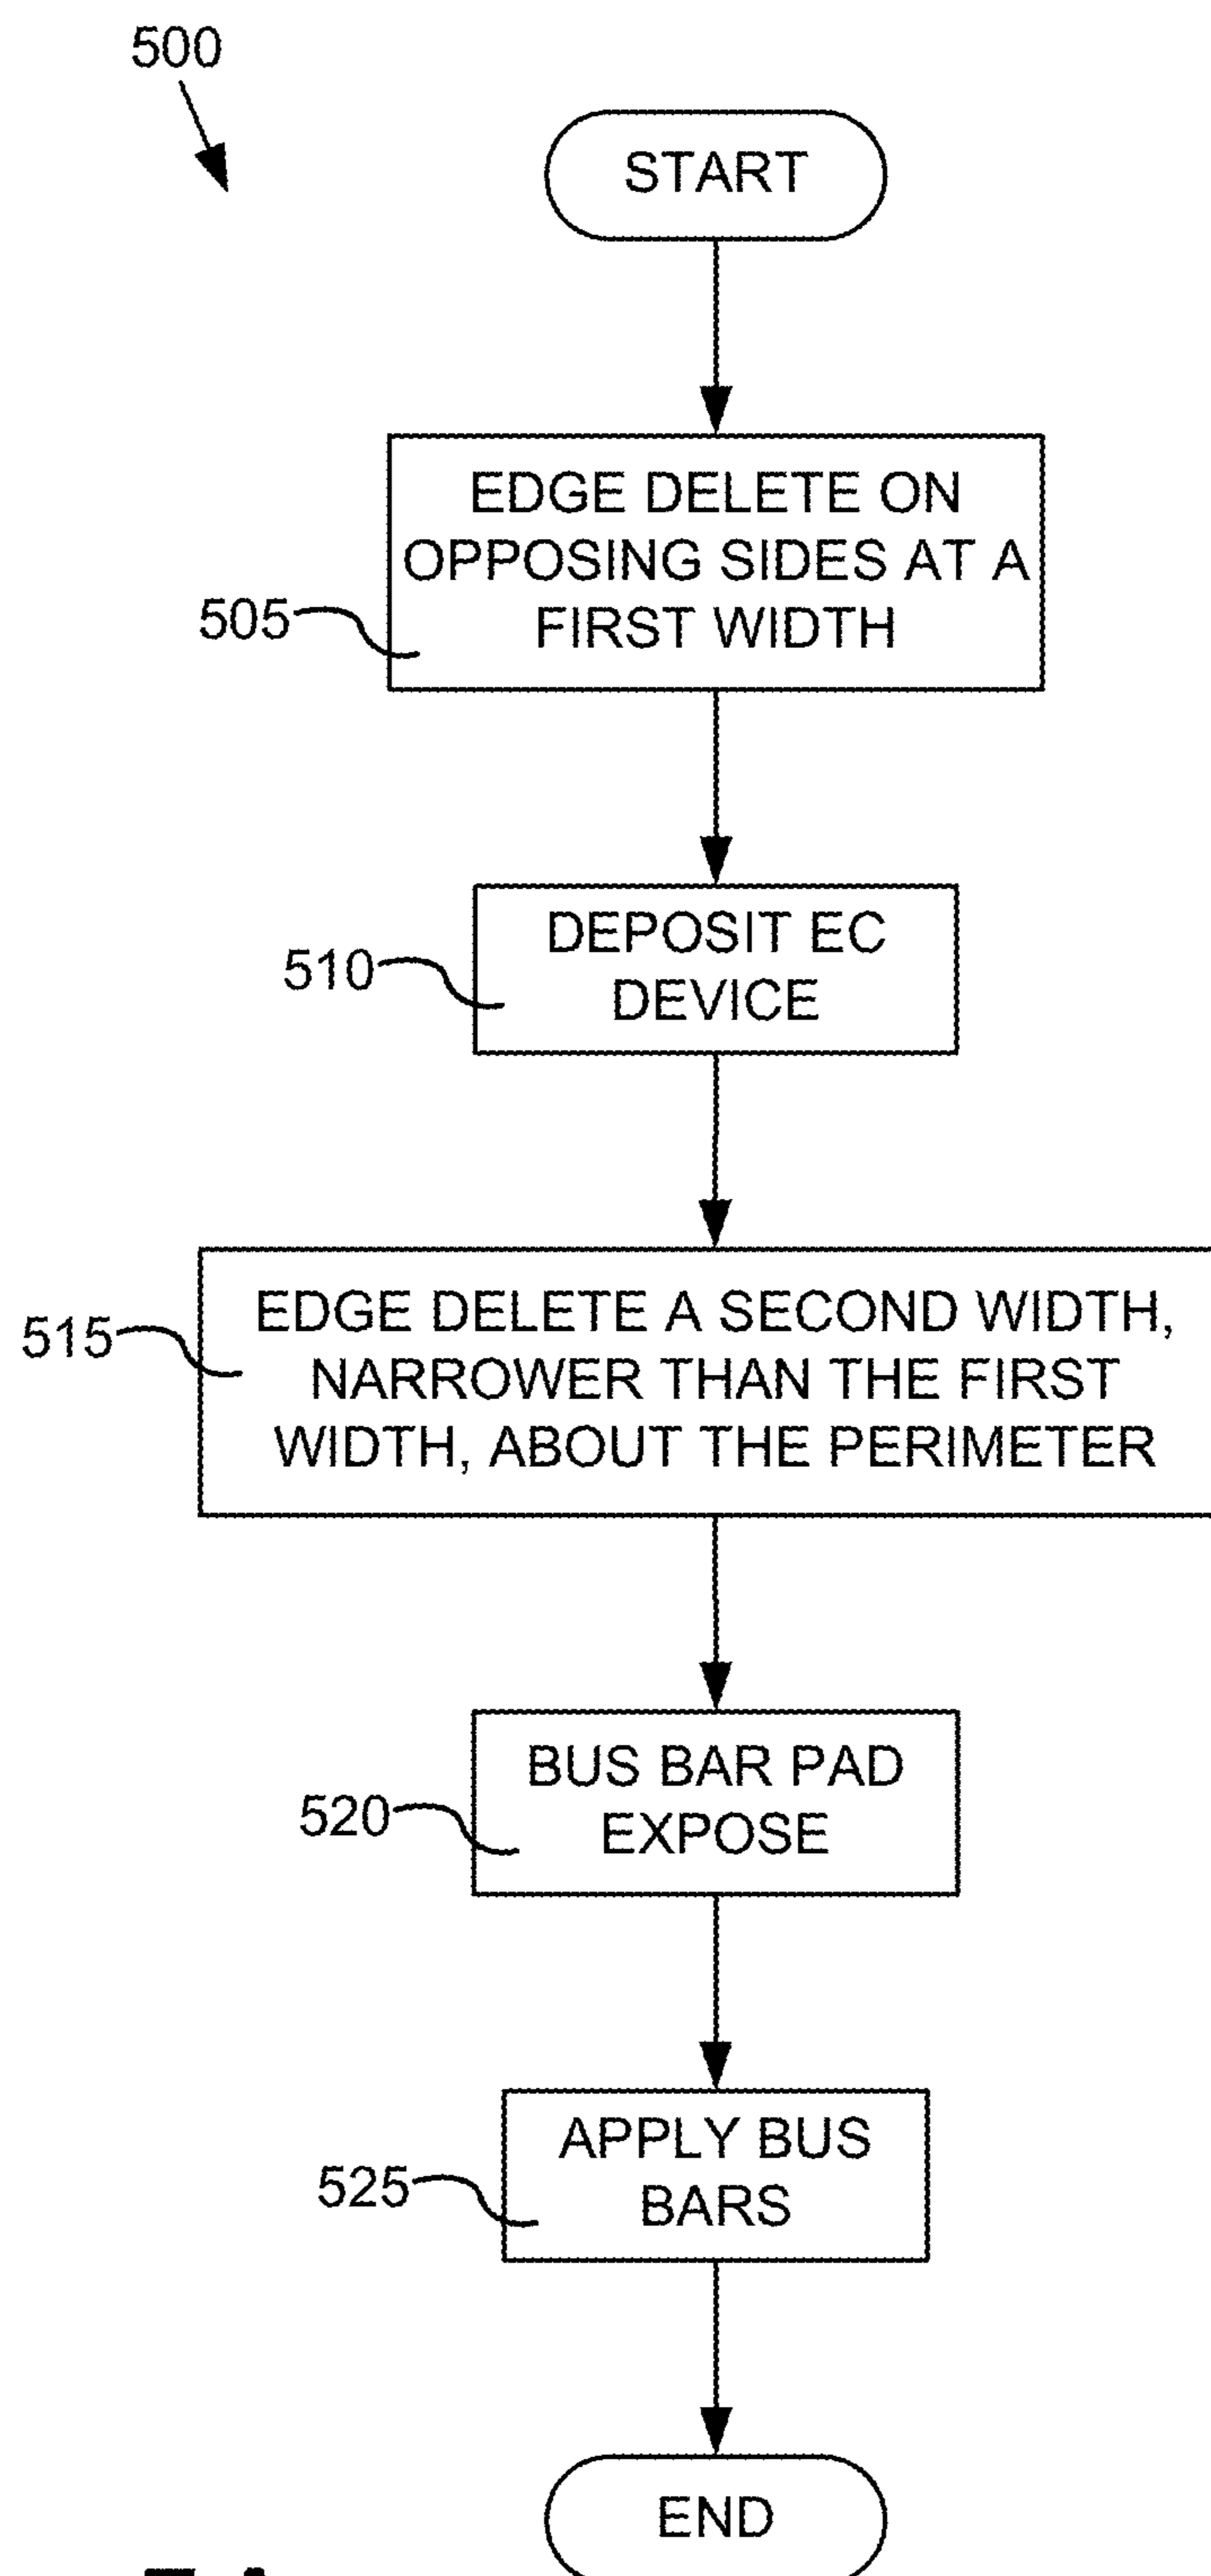 500
START
EDGE DELETE ON
OPPOSING SIDES AT A
FIRST WIDTH
505
DEPOSIT EC
DEVICE
510
EDGE DELETE A SECOND WIDTH,
NARROWER THAN THE FIRST
WIDTH, ABOUT THE PERIMETER
515
BUS BAR PAD
EXPOSE
520
APPLY BUS
BARS
525
END